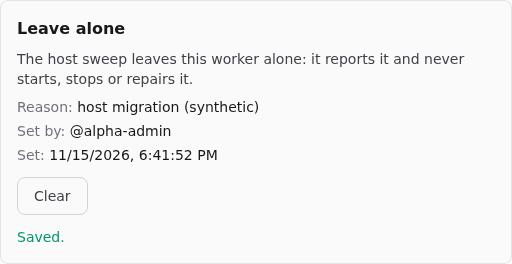 Leave alone
The host sweep leaves this worker alone: it reports it and never
starts, stops or repairs it.
Reason: host migration (synthetic)
Set by: @alpha-admin
Set: 11/15/2026, 6:41:52 PM
Clear
Saved.